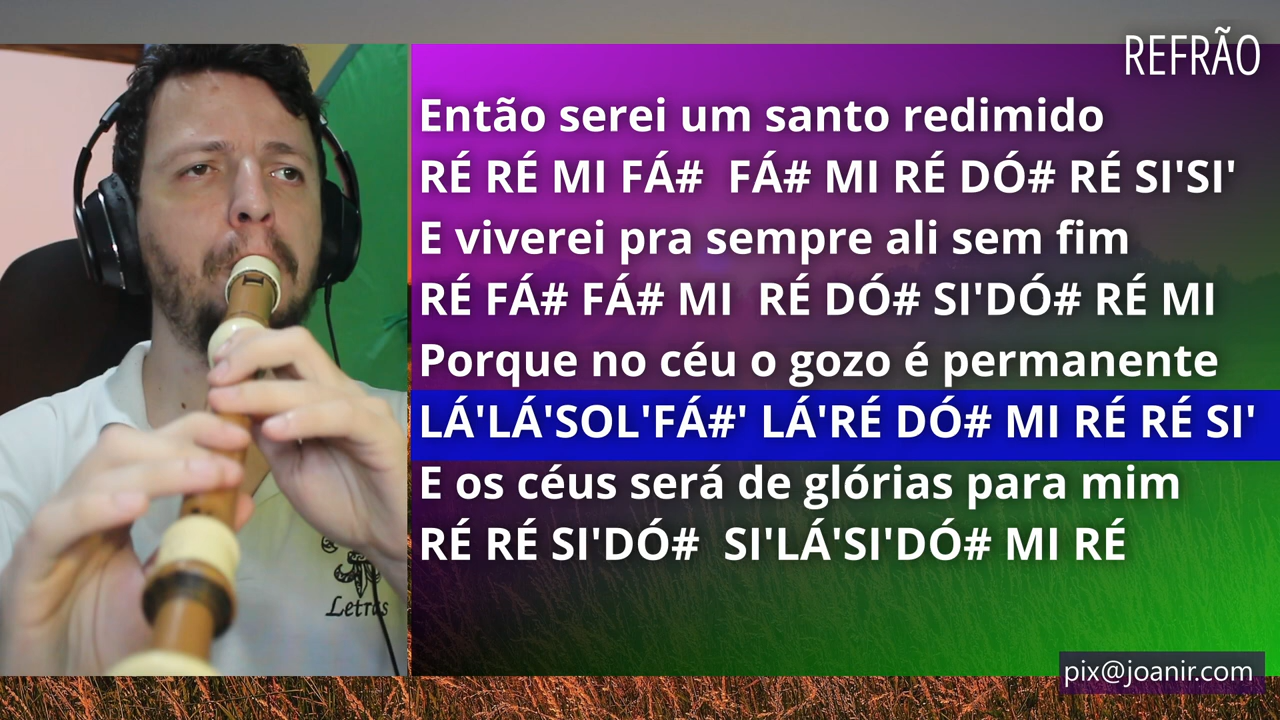 REFRÃO
Então serei um santo redimido
RÉ RÉ MI FÁ#  FÁ# MI RÉ DÓ# RÉ SI'SI'
E viverei pra sempre ali sem fim
RÉ FÁ# FÁ# MI  RÉ DÓ# SI'DÓ# RÉ MI
Porque no céu o gozo é permanente
LÁ'LÁ'SOL'FÁ#' LÁ'RÉ DÓ# MI RÉ RÉ SI'
E os céus será de glórias para mim
RÉ RÉ SI'DÓ#  SI'LÁ'SI'DÓ# MI RÉ
Letras
pix@joanir.com